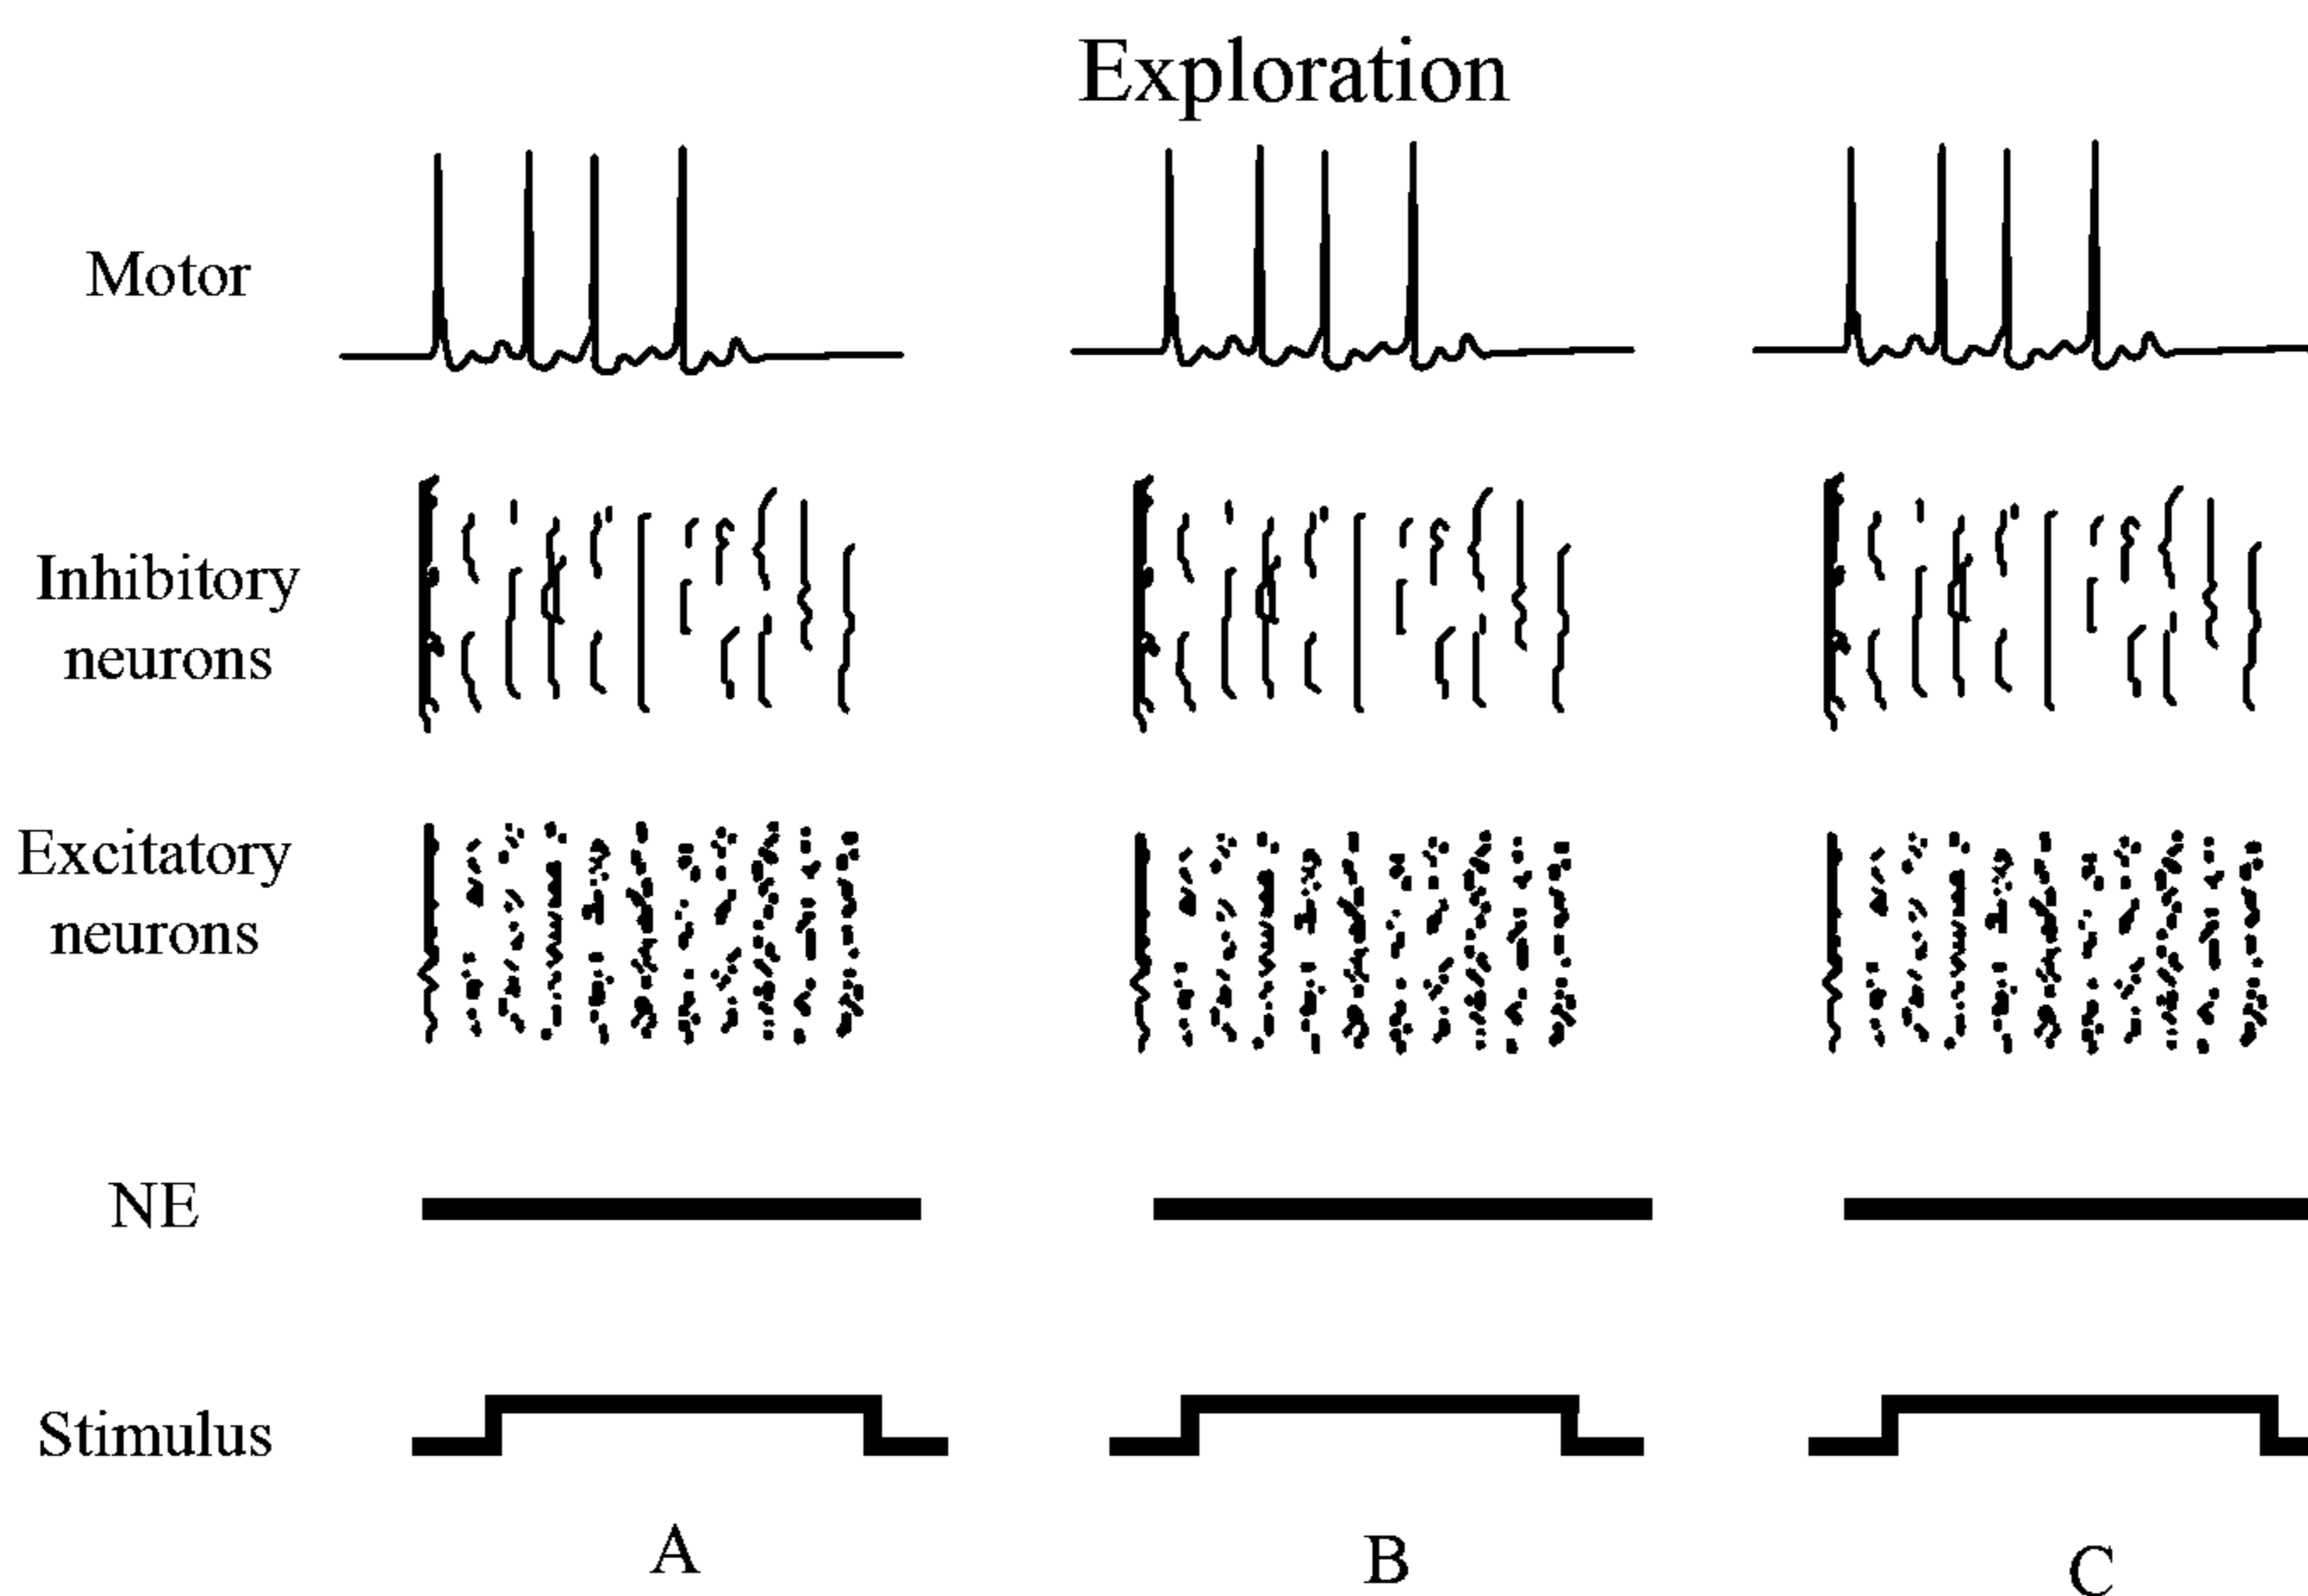 Exploration
Motor
Inhibitory
neurons
Excitatory
neurons
NE
Stimulus
A
B
C